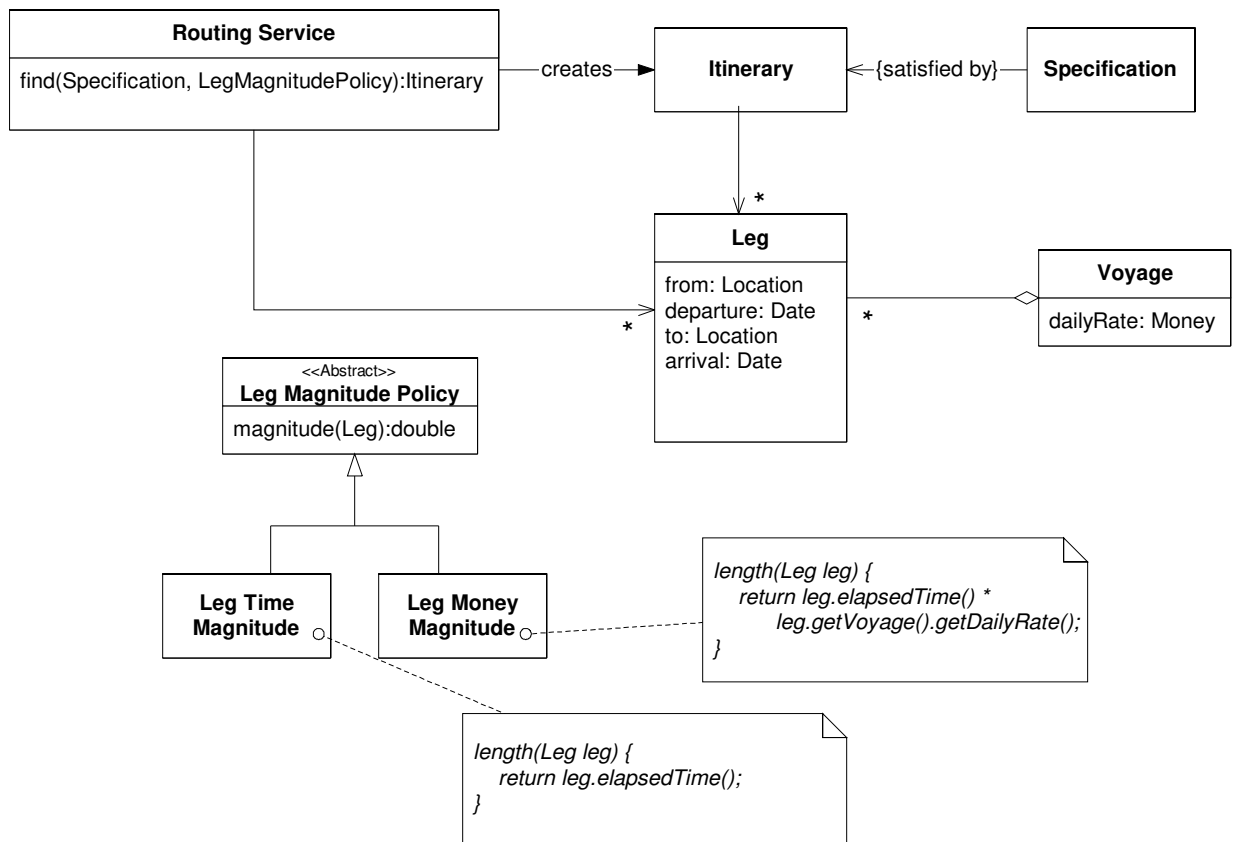 Routing Service
find(Specification, LegMagnitudePolicy):Itinerary
creates
Itinerary
{satisfied by}
Specification
*
Leg
from: Location
departure: Date
to: Location
arrival: Date
*
*
Voyage
dailyRate: Money
<<Abstract>>
Leg Magnitude Policy
magnitude(Leg):double
Leg Time
Magnitude
Leg Money
Magnitude
length(Leg leg) {
return leg.elapsedTime() *
leg.getVoyage().getDailyRate();
}
length(Leg leg) {
return leg.elapsedTime();
}